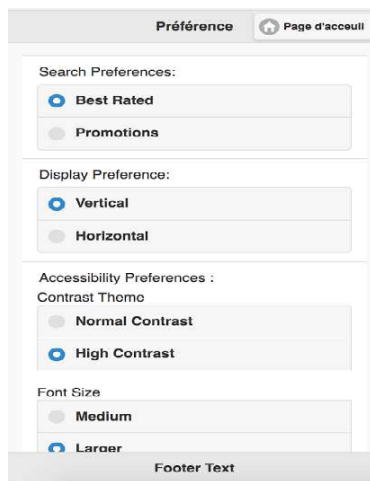 Préférence
Page d'acceuil
Search Preferences:
Best Rated
Promotions
Display Preference:
Vertical
Horizontal
Accessibility Preferences :
Contrast Theme
Normal Contrast
High Contrast
Font Size
Medium
Larger
Footer Text